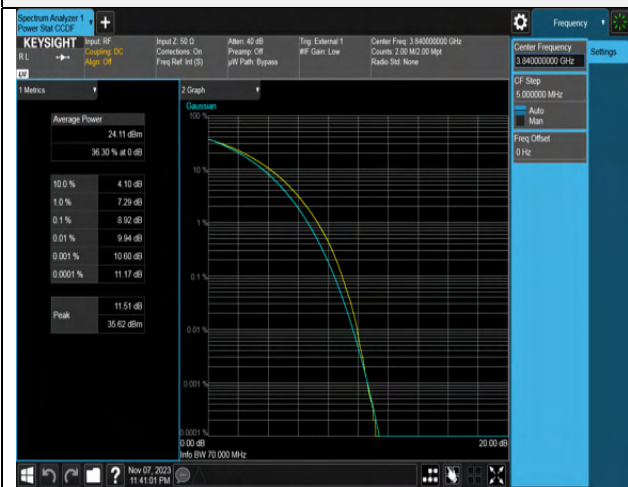 Spectrum Analyzer 1
Power Stat CCDF
Frequency
KEYSIGHT
Input: RF
Coupling: DC
Align: Off
Input Z: 50 Ω
Corrections: On
Freq Ref: Int (S)
Atten: 40 dB
Preamp: Off
µW Path: Bypass
Trig: External 1
#IF Gain: Low
Center Freq: 3.840000000 GHz
Counts: 2.00 M/2.00 Mpt
Radio Std: None
RL
1 Metrics
2 Graph
Average Power
24.11 dBm
36.30 % at 0 dB
10.0 % 4.10 dB
1.0 % 7.29 dB
0.1 % 8.92 dB
0.01 % 9.94 dB
0.001 % 10.60 dB
0.0001 % 11.17 dB
Peak
11.51 dB
35.62 dBm
Gaussian
100 %
10 %
1 %
0.1 %
0.01 %
0.001 %
0.0001 %
0.00 dB
20.00 dB
Info BW 70.000 MHz
Center Frequency
3.840000000 GHz
Settings
CF Step
5.000000 MHz
Auto
Man
Freq Offset
0 Hz
Nov 07, 2023
11:41:01 PM